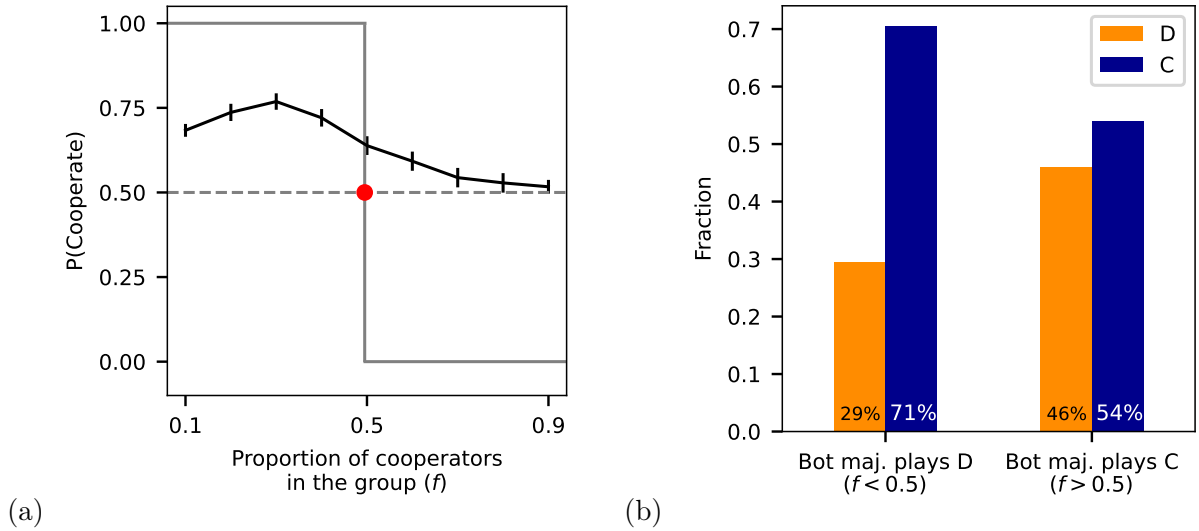 1.00
0.75
0.50
0.25
0.00
P(Cooperate)
0.1
0.5
0.9
Proportion of cooperators
in the group (f)
(a)
0.7
0.6
0.5
0.4
0.3
0.2
0.1
0.0
Fraction
D
C
29%
71%
46%
54%
Bot maj. plays D
(f < 0.5)
Bot maj. plays C
(f > 0.5)
(b)